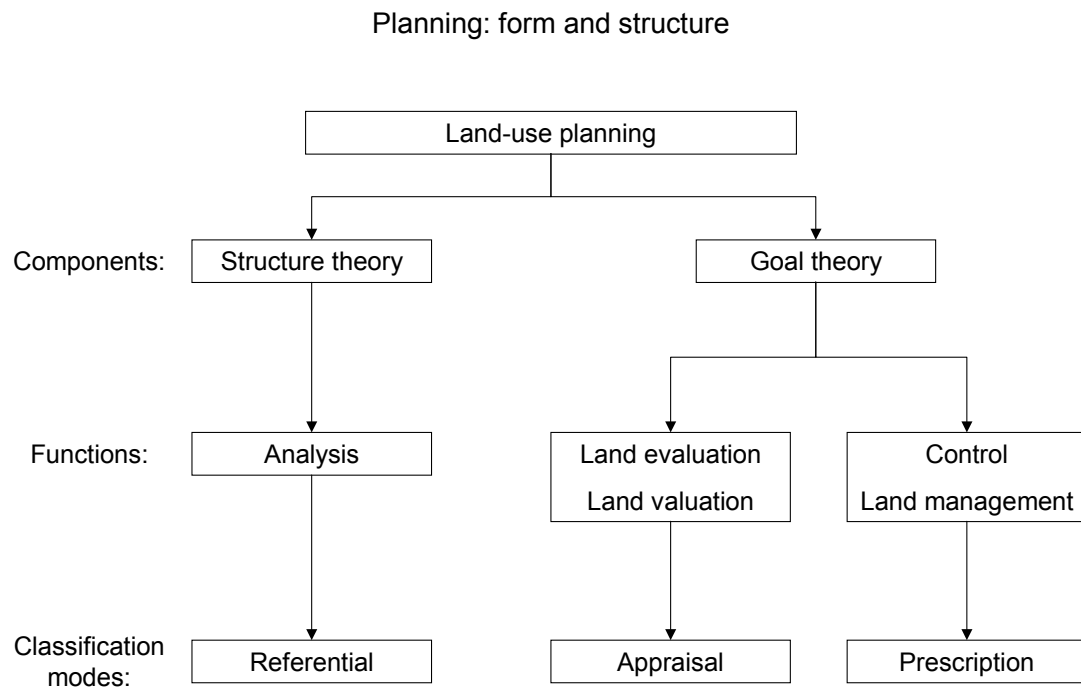 Planning: form and structure
Land-use planning
Components:
Structure theory
Goal theory
Functions:
Analysis
Land evaluation
Land valuation
Control
Land management
Classification
modes:
Referential
Appraisal
Prescription